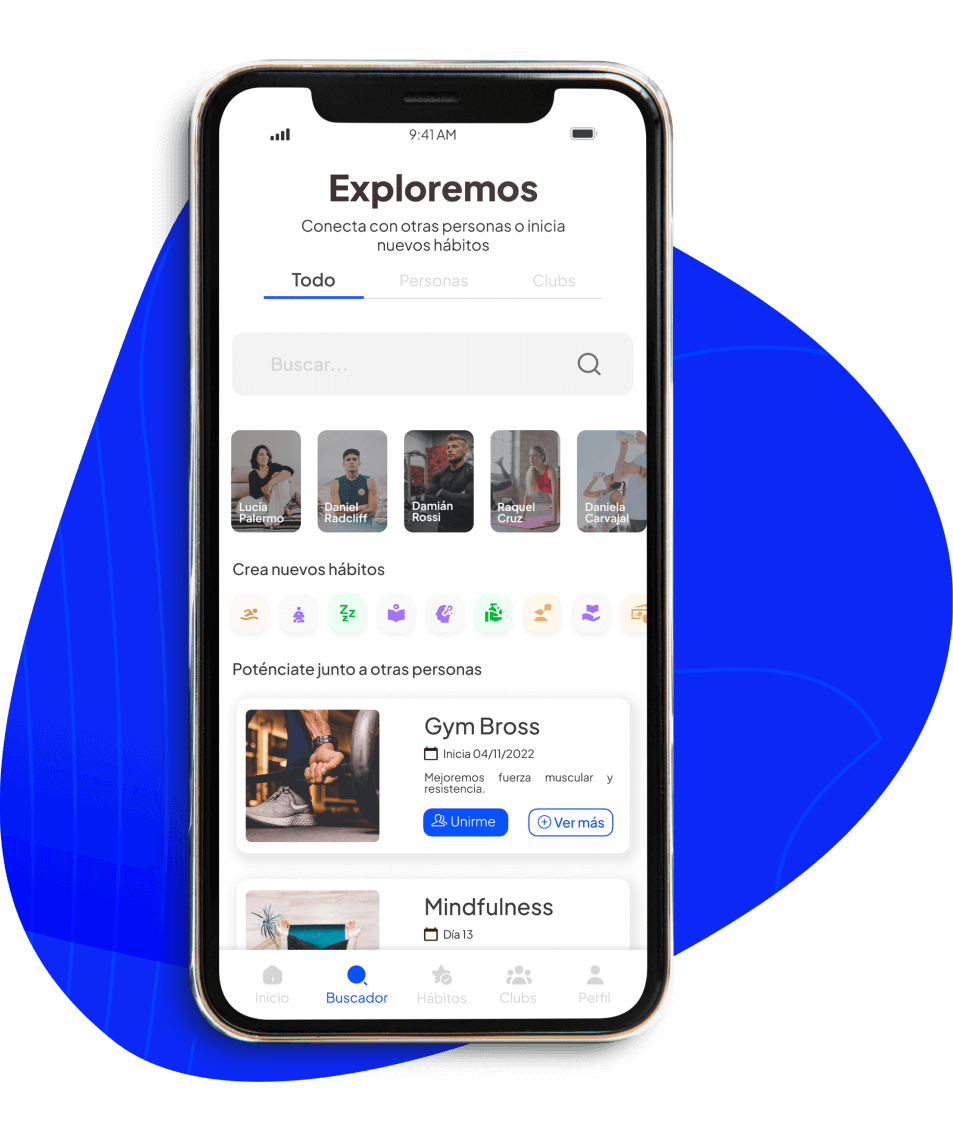 9:41 AM
Exploremos
Conecta con otras personas o inicia
nuevos hábitos
Todo Personas Clubs
Buscar...
Lucía
Palermo
Daniel
Radcliff
Damián
Rossi
Raquel
Cruz
Daniela
Carvajal
Crea nuevos hábitos
Zzz
Poténciate junto a otras personas
Gym Bross
Inicia 04/11/2022
Mejoremos fuerza muscular y
resistencia.
Unirme Ver más
Mindfulness
Día 13
Inicio Buscador Hábitos Clubs Perfil